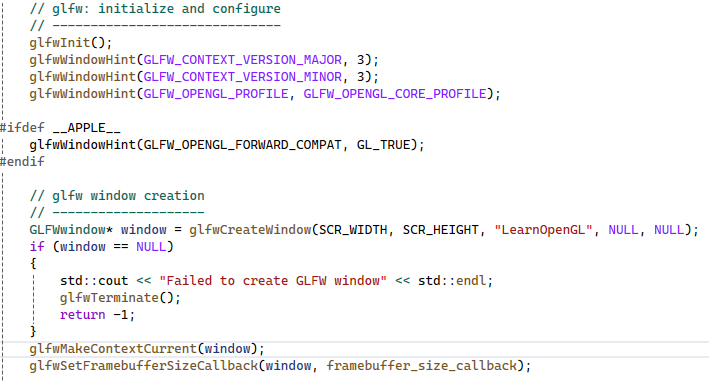 // glfw: initialize and configure
// ------------------------------
glfwInit();
glfwWindowHint(GLFW_CONTEXT_VERSION_MAJOR, 3);
glfwWindowHint(GLFW_CONTEXT_VERSION_MINOR, 3);
glfwWindowHint(GLFW_OPENGL_PROFILE, GLFW_OPENGL_CORE_PROFILE);
#ifdef __APPLE__
glfwWindowHint(GLFW_OPENGL_FORWARD_COMPAT, GL_TRUE);
#endif
// glfw window creation
// --------------------
GLFWwindow* window = glfwCreateWindow(SCR_WIDTH, SCR_HEIGHT, "LearnOpenGL", NULL, NULL);
if (window == NULL)
{
std::cout << "Failed to create GLFW window" << std::endl;
glfwTerminate();
return -1;
}
glfwMakeContextCurrent(window);
glfwSetFramebufferSizeCallback(window, framebuffer_size_callback);